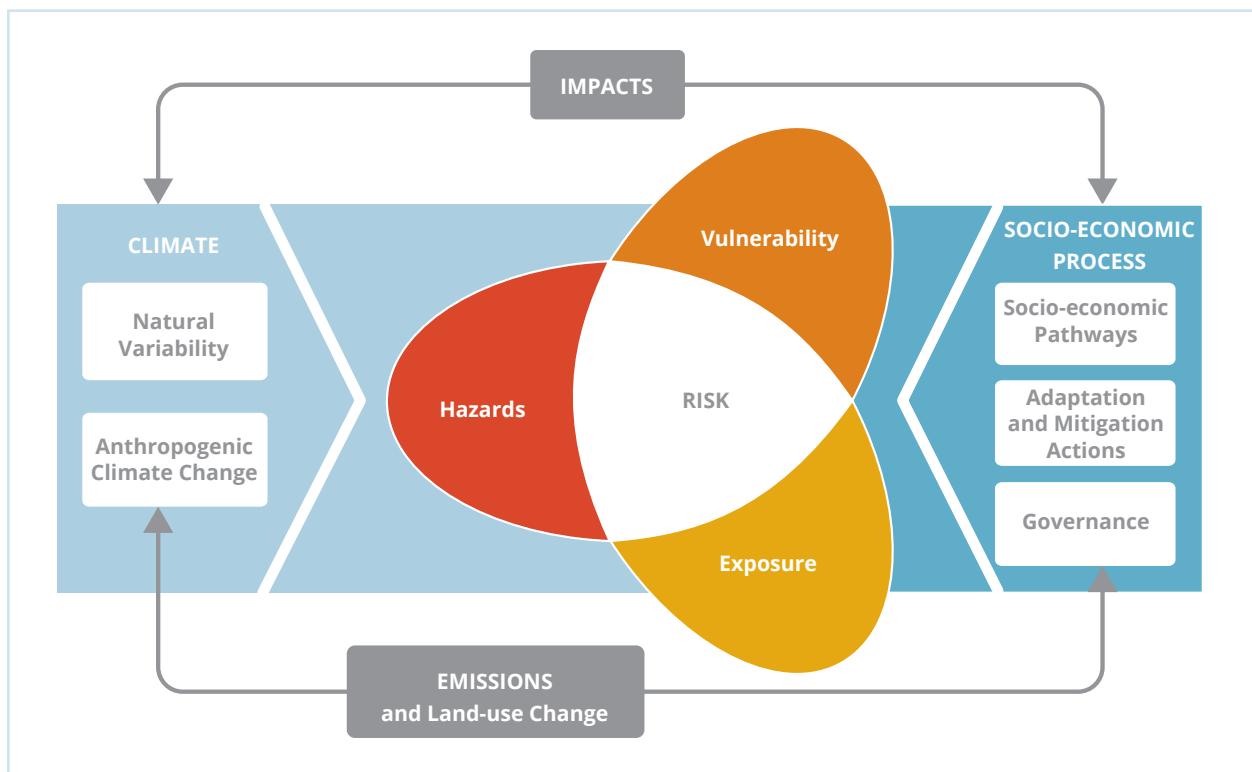 IMPACTS
CLIMATE
Natural
Variability
Anthropogenic
Climate Change
Hazards
Vulnerability
RISK
Exposure
SOCIO-ECONOMIC
PROCESS
Socio-economic
Pathways
Adaptation
and Mitigation
Actions
Governance
EMISSIONS
and Land-use Change